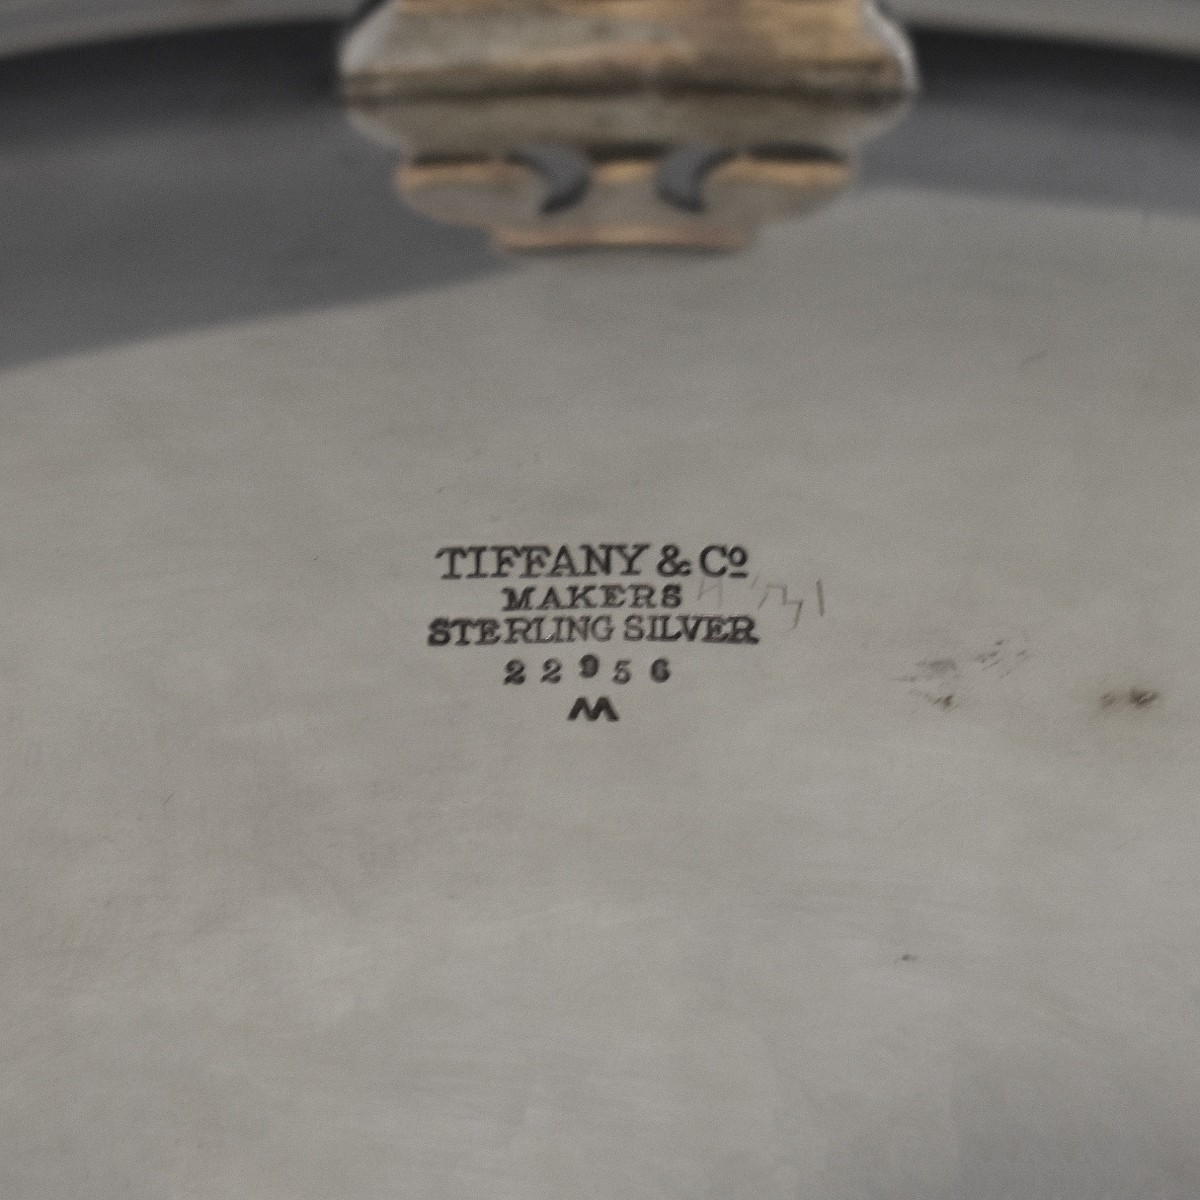 TIFFANY & Cº
MAKERS
STERLING SILVER
22956
M